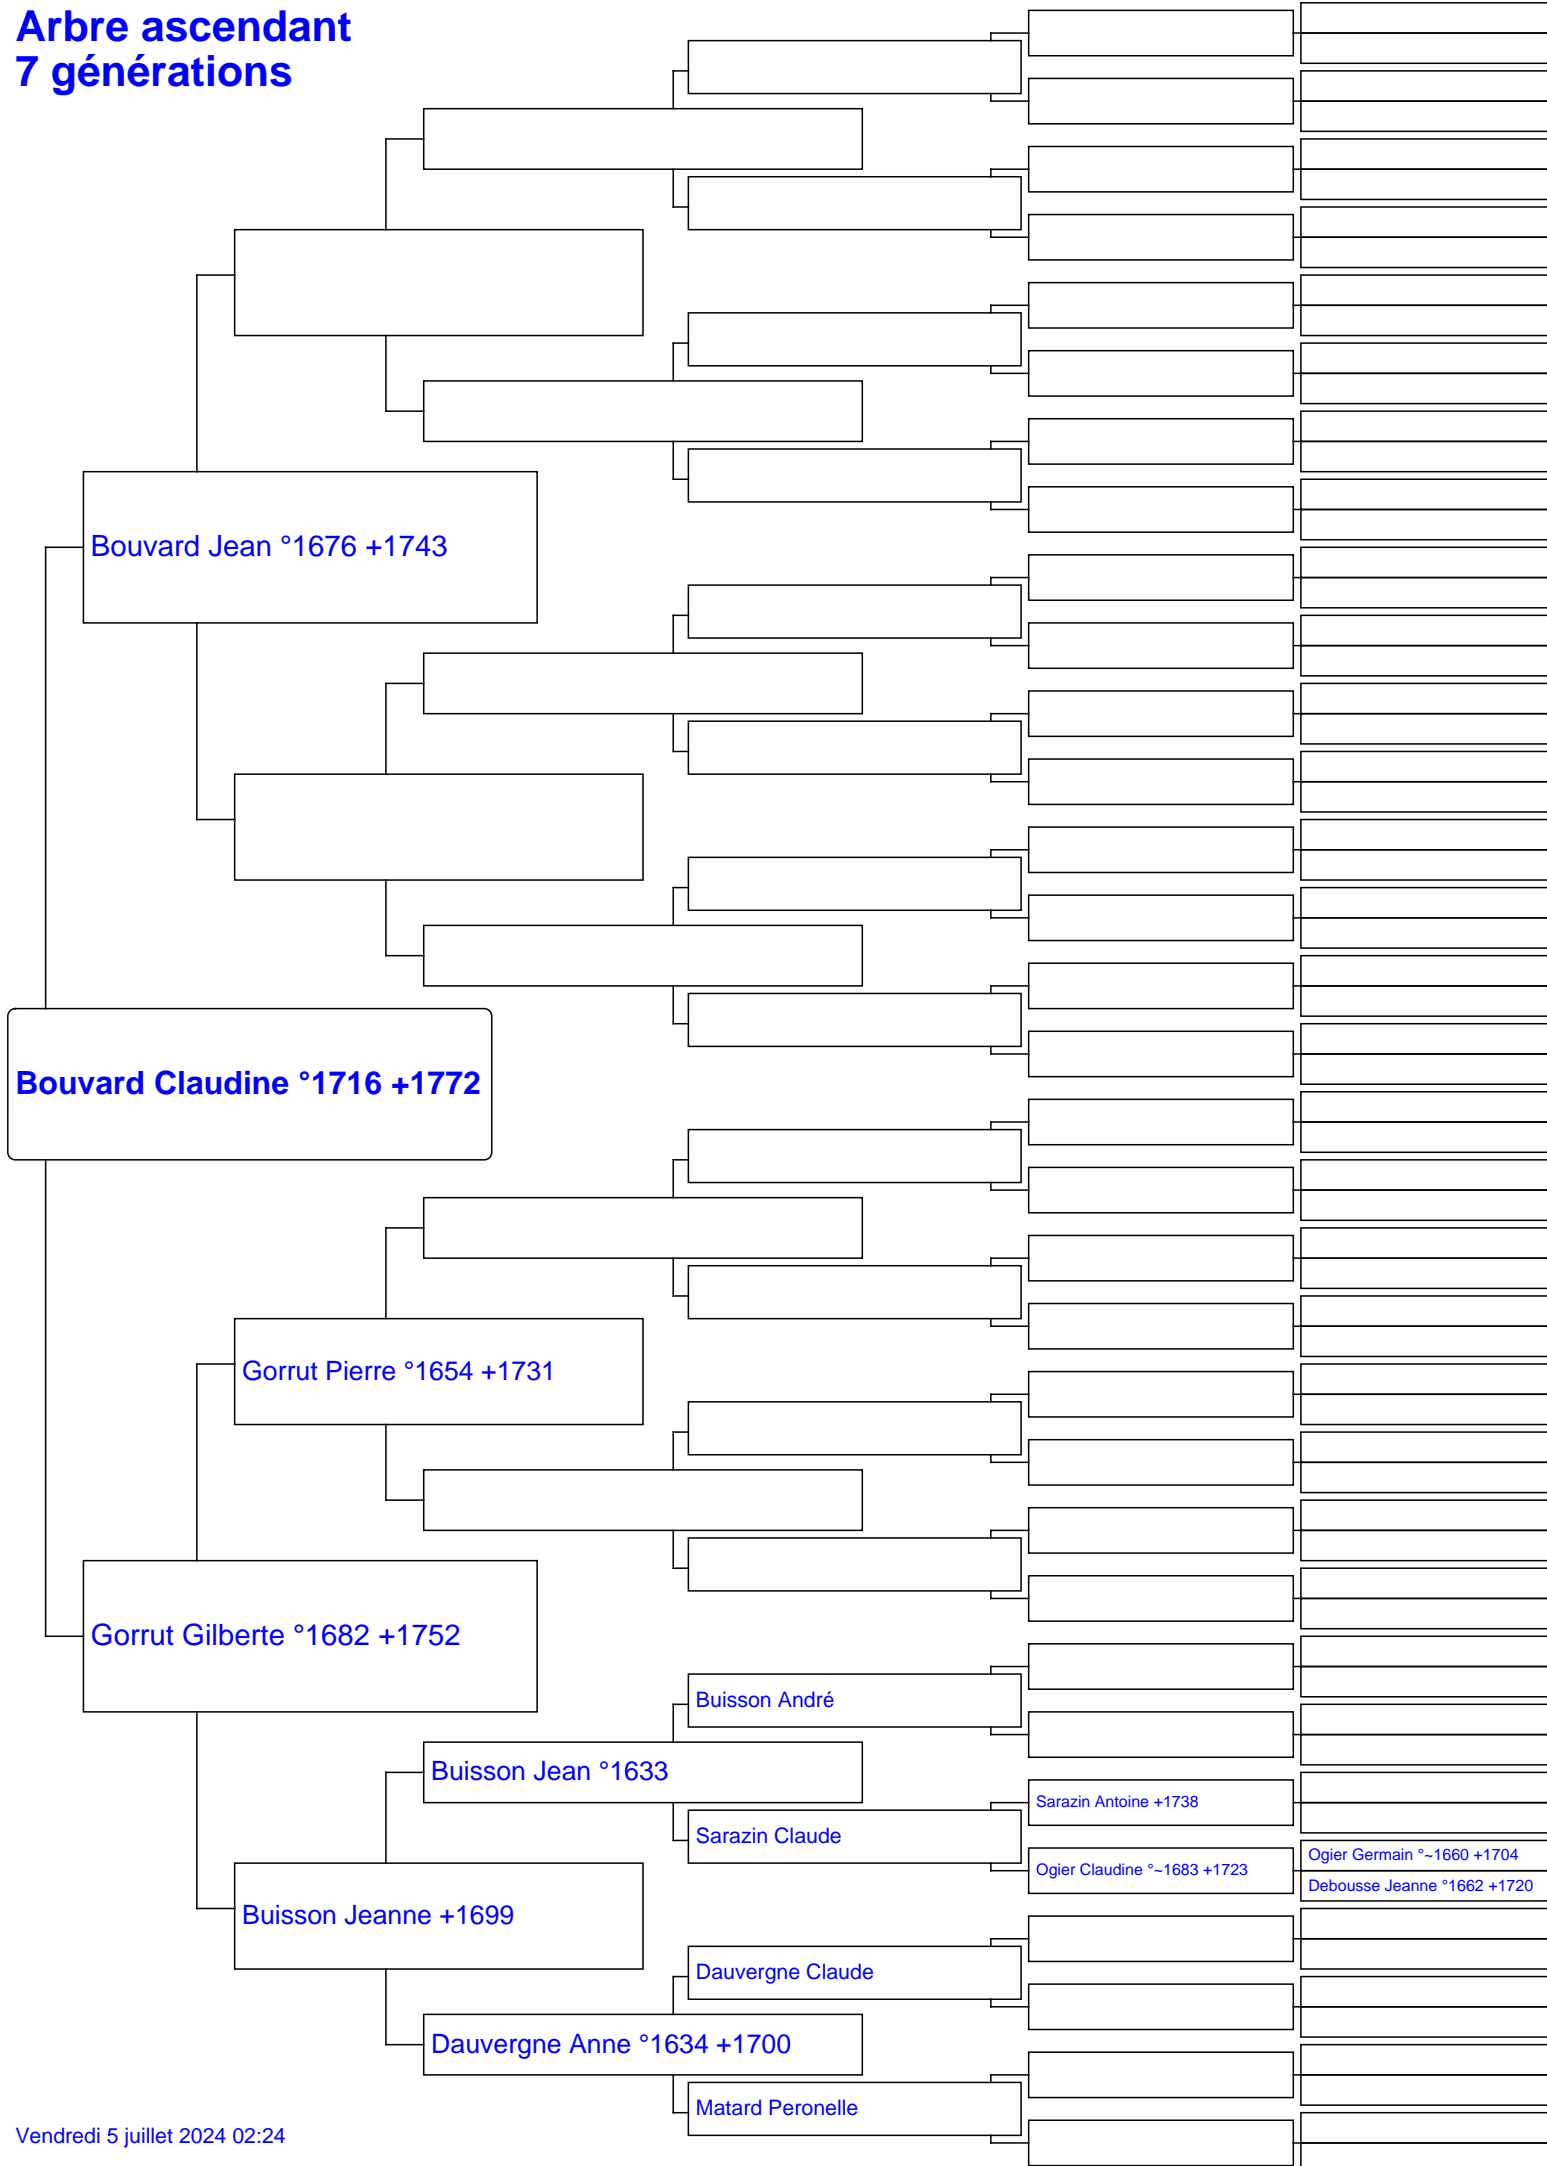 Arbre ascendant
7 générations
Bouvard Jean °1676 +1743
Bouvard Claudine °1716 +1772
Gorrut Pierre °1654 +1731
Gorrut Gilberte °1682 +1752
Buisson André
Buisson Jean °1633
Sarazin Antoine +1738
Sarazin Claude
Ogier Germain °~1660 +1704
Ogier Claudine °~1683 +1723
Debousse Jeanne °1662 +1720
Buisson Jeanne +1699
Dauvergne Claude
Dauvergne Anne °1634 +1700
Matard Peronelle
Vendredi 5 juillet 2024 02:24